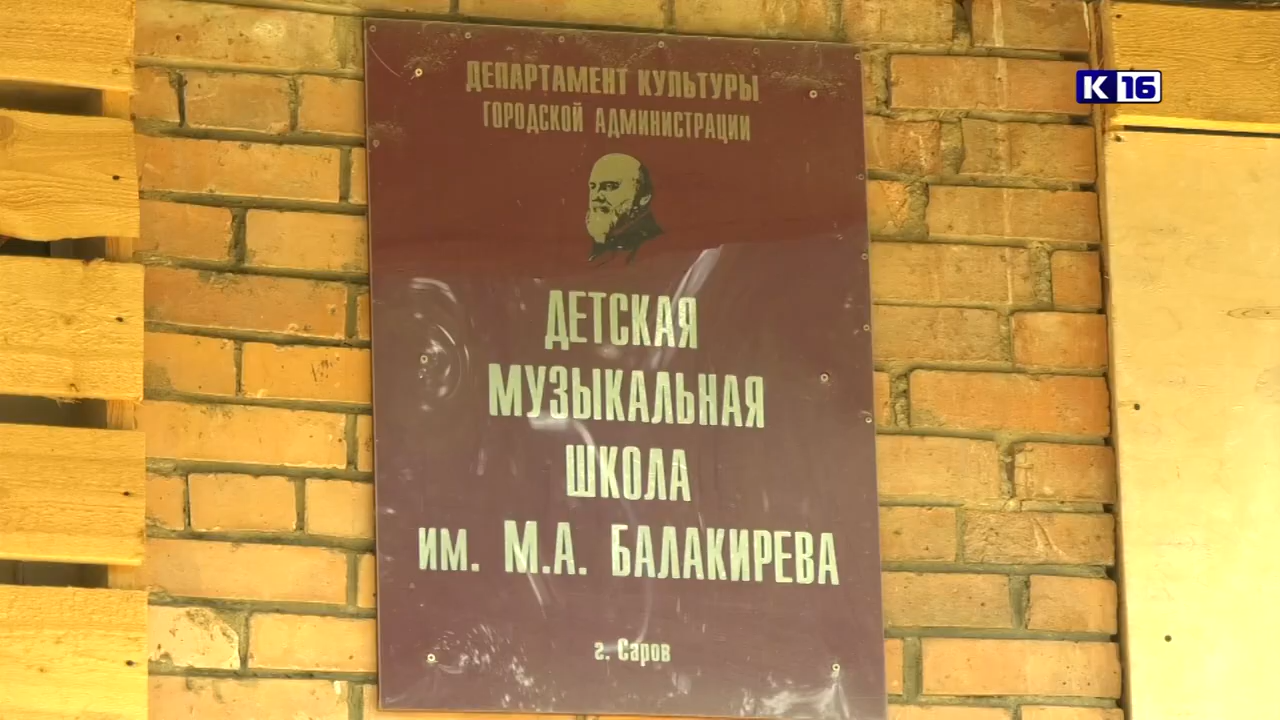 ДЕПАРТАМЕНТ КУЛЬТУРЫ
ГОРОДСКОЙ АДМИНИСТРАЦИИ
К 16
ДЕТСКАЯ
МУЗЫКАЛЬНАЯ
ШКОЛА
ИМ. М.А. БАЛАКИРЕВА
г. Саров